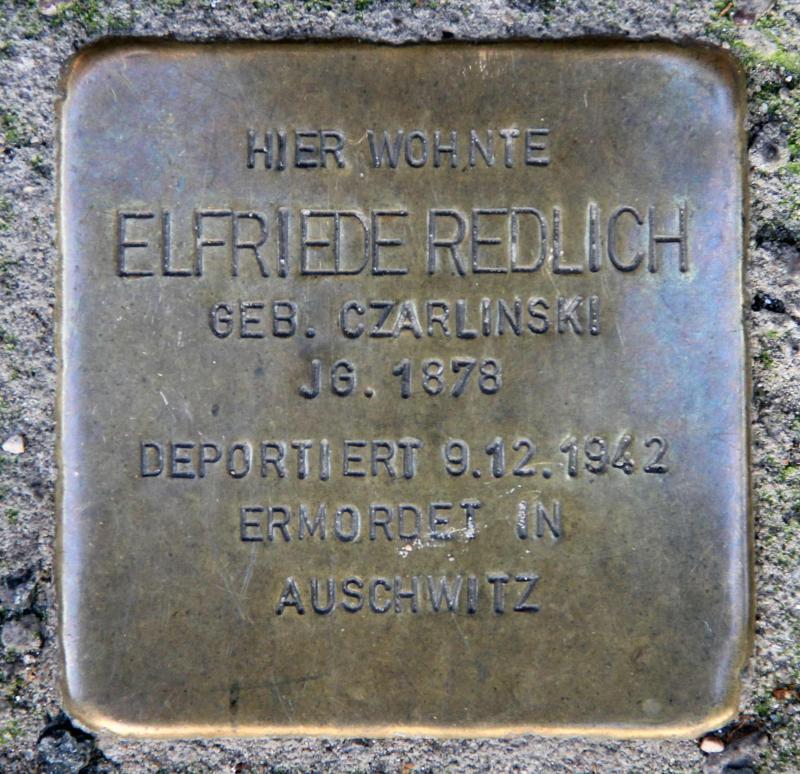 HIER WOHNTE
ELFRIEDE REDLICH
GEB. CZARLINSKI
JG. 1878
DEPORTIERT 9.12.1942
ERMORDET IN
AUSCHWITZ